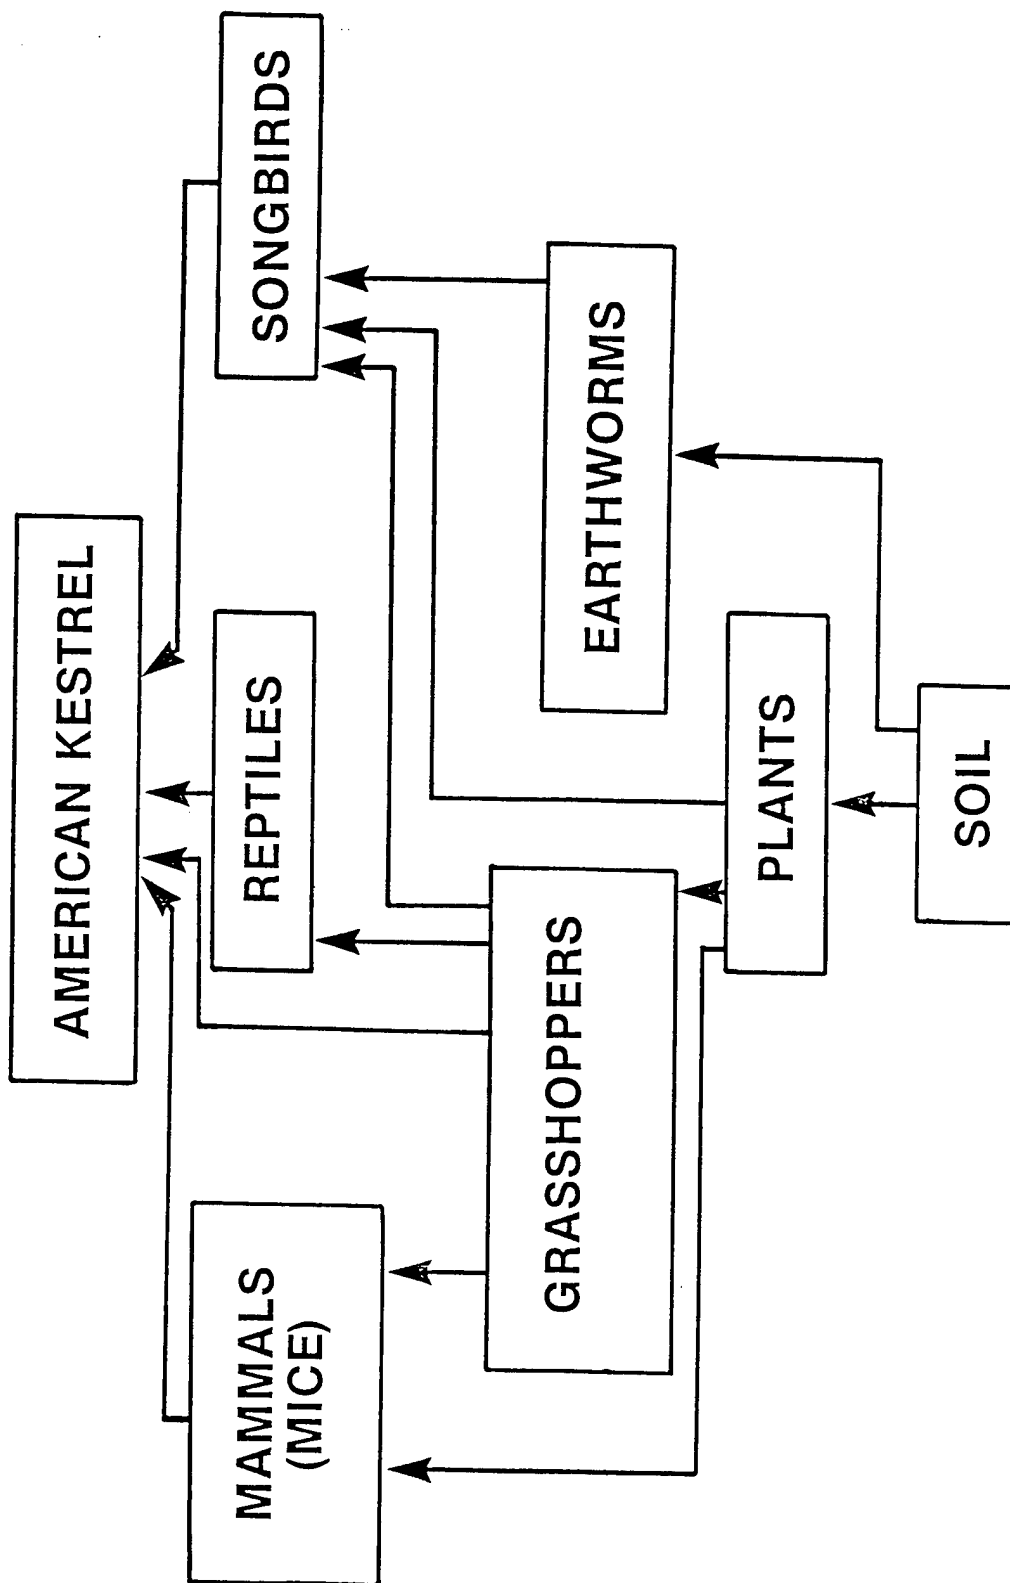 AMERICAN KESTREL
MAMMALS
(MICE)
REPTILES
SONGBIRDS
GRASSHOPPERS
EARTHWORMS
PLANTS
SOIL